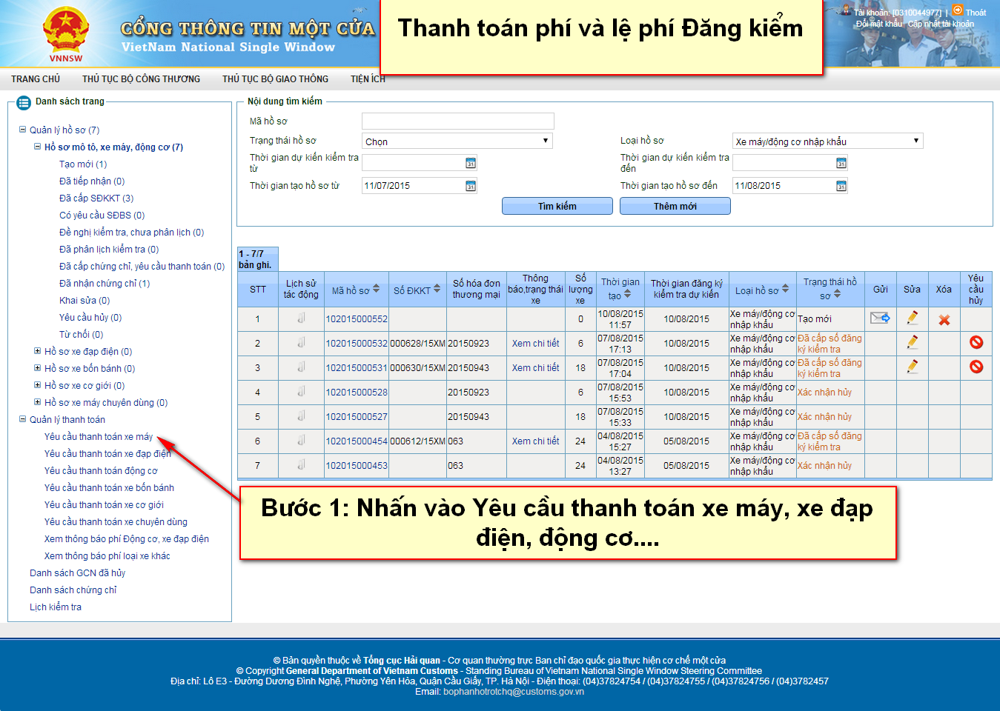 VNNSW
CỔNG THÔNG TIN MỘT CỬA
VietNam National Single Window
Thanh toán phí và lệ phí Đăng kiểm
Tài khoản: [0310044977] | Thoát
Đổi mật khẩu Cập nhật tài khoản
TRANG CHỦ THỦ TỤC BỘ CÔNG THƯƠNG THỦ TỤC BỘ GIAO THÔNG TIỆN ÍCH
Danh sách trang
Quản lý hồ sơ (7)
Hồ sơ mô tô, xe máy, động cơ (7)
Tạo mới (1)
Đã tiếp nhận (0)
Đã cấp SĐKKT (3)
Có yêu cầu SĐBS (0)
Đề nghị kiểm tra, chưa phân lịch (0)
Đã phân lịch kiểm tra (0)
Đã cấp chứng chỉ, yêu cầu thanh toán (0)
Đã nhận chứng chỉ (1)
Khai sửa (0)
Yêu cầu hủy (0)
Từ chối (0)
Hồ sơ xe đạp điện (0)
Hồ sơ xe bốn bánh (0)
Hồ sơ xe cơ giới (0)
Hồ sơ xe máy chuyên dùng (0)
Quản lý thanh toán
Yêu cầu thanh toán xe máy
Yêu cầu thanh toán xe đạp điện
Yêu cầu thanh toán động cơ
Yêu cầu thanh toán xe bốn bánh
Yêu cầu thanh toán xe cơ giới
Yêu cầu thanh toán xe chuyên dùng
Xem thông báo phí Động cơ, xe đạp điện
Xem thông báo phí loại xe khác
Danh sách GCN đã hủy
Danh sách chứng chỉ
Lịch kiểm tra
Nội dung tìm kiếm
Mã hồ sơ
Trạng thái hồ sơ Chọn Loại hồ sơ Xe máy/động cơ nhập khẩu
Thời gian dự kiến kiểm tra từ Thời gian dự kiến kiểm tra đến
Thời gian tạo hồ sơ từ 11/07/2015 Thời gian tạo hồ sơ đến 11/08/2015
Tìm kiếm Thêm mới
1 - 7/7 bản ghi.
STT Lịch sử tác động Mã hồ sơ Số ĐKKT Số hóa đơn thương mại Thông báo,trạng thái xe Số lượng xe Thời gian tạo Thời gian đăng ký kiểm tra dự kiến Loại hồ sơ Trạng thái hồ sơ Gửi Sửa Xóa Yêu cầu hủy
1 102015000552 0 10/08/2015 11:57 10/08/2015 Xe máy/động cơ nhập khẩu Tạo mới
2 102015000532 000628/15XM 20150923 Xem chi tiết 6 07/08/2015 17:13 10/08/2015 Xe máy/động cơ nhập khẩu Đã cấp số đăng ký kiểm tra
3 102015000531 000630/15XM 20150943 Xem chi tiết 18 07/08/2015 17:04 10/08/2015 Xe máy/động cơ nhập khẩu Đã cấp số đăng ký kiểm tra
4 102015000528 20150923 6 07/08/2015 15:53 10/08/2015 Xe máy/động cơ nhập khẩu Xác nhận hủy
5 102015000527 20150943 18 07/08/2015 15:33 10/08/2015 Xe máy/động cơ nhập khẩu Xác nhận hủy
6 102015000454 000612/15XM 063 Xem chi tiết 24 04/08/2015 15:27 05/08/2015 Xe máy/động cơ nhập khẩu Đã cấp số đăng ký kiểm tra
7 102015000453 063 24 04/08/2015 13:27 05/08/2015 Xe máy/động cơ nhập khẩu Xác nhận hủy
Bước 1: Nhấn vào Yêu cầu thanh toán xe máy, xe đạp
điện, động cơ....
© Bản quyền thuộc về Tổng cục Hải quan - Cơ quan thường trực Ban chỉ đạo quốc gia thực hiện cơ chế một cửa
© Copyright General Department of Vietnam Customs - Standing Bureau of Vietnam National Single Window Steering Committee
Địa chỉ: Lô E3 - Đường Dương Đình Nghệ, Phường Yên Hòa, Quận Cầu Giấy, TP. Hà Nội - Điện thoại: (04)37824754 / (04)37824755 / (04)37824756 / (04)3782457
Email: bophanhotrotchq@customs.gov.vn